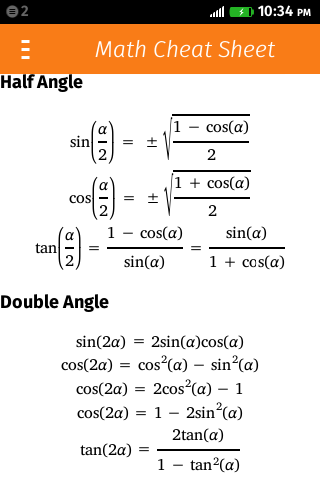 2 10:34 PM
Math Cheat Sheet
Half Angle
sin(α/2) = ±√((1 − cos(α))/2)
cos(α/2) = ±√((1 + cos(α))/2)
tan(α/2) = (1 − cos(α))/sin(α) = sin(α)/(1 + cos(α))
Double Angle
sin(2α) = 2sin(α)cos(α)
cos(2α) = cos²(α) − sin²(α)
cos(2α) = 2cos²(α) − 1
cos(2α) = 1 − 2sin²(α)
tan(2α) = 2tan(α)/(1 − tan²(α))